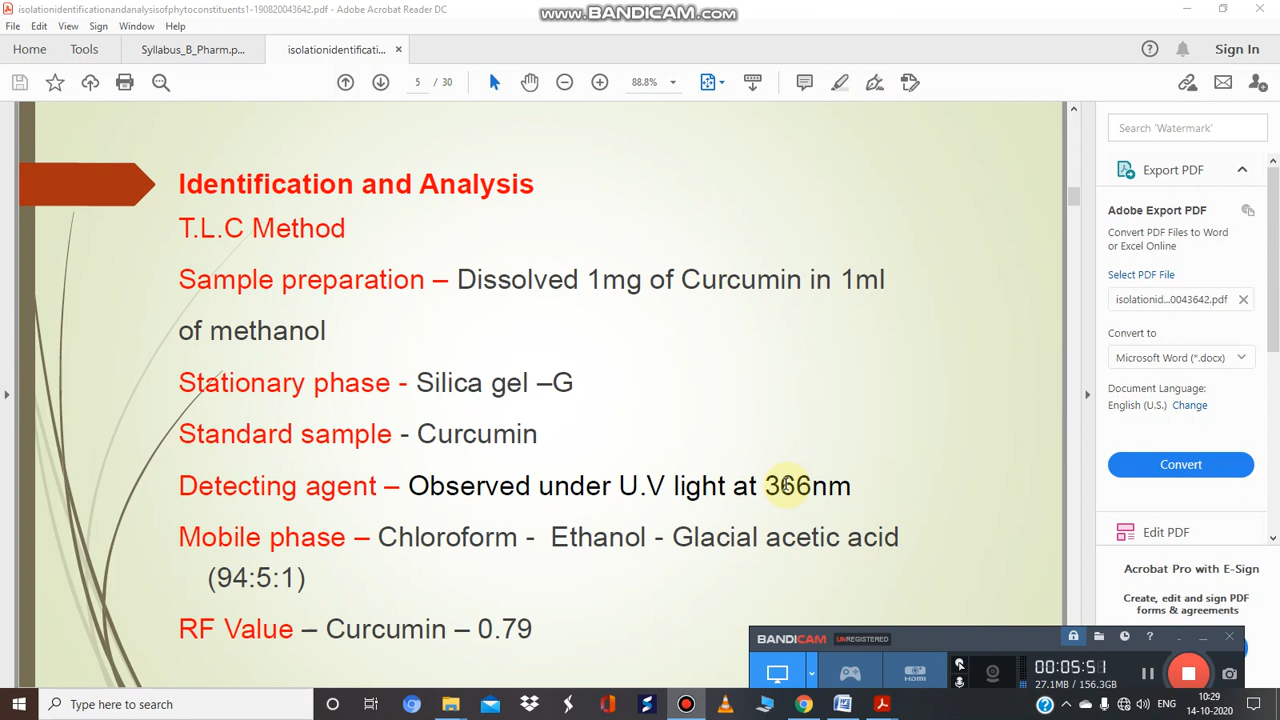 isolationidentificationandanalysisofphytoconstituents1-190820043642.pdf - Adobe Acrobat Reader DC
www.BANDICAM.com
File Edit View Sign Window Help
Home Tools Syllabus_B_Pharm.p... isolationidentificati... × Sign In
5 / 30 88.8%
Search 'Watermark'
Identification and Analysis
T.L.C Method
Sample preparation – Dissolved 1mg of Curcumin in 1ml
of methanol
Stationary phase - Silica gel –G
Standard sample - Curcumin
Detecting agent – Observed under U.V light at 366nm
Mobile phase – Chloroform - Ethanol - Glacial acetic acid
(94:5:1)
RF Value – Curcumin – 0.79
Export PDF
Adobe Export PDF
Convert PDF Files to Word
or Excel Online
Select PDF File
isolationid...0043642.pdf
Convert to
Microsoft Word (*.docx)
Document Language:
English (U.S.) Change
Convert
Edit PDF
Acrobat Pro with E-Sign
Create, edit and sign PDF
forms & agreements
BANDICAM UNREGISTERED
HDMI
00:05:51
27.1MB / 156.3GB
Type here to search
10:29
14-10-2020